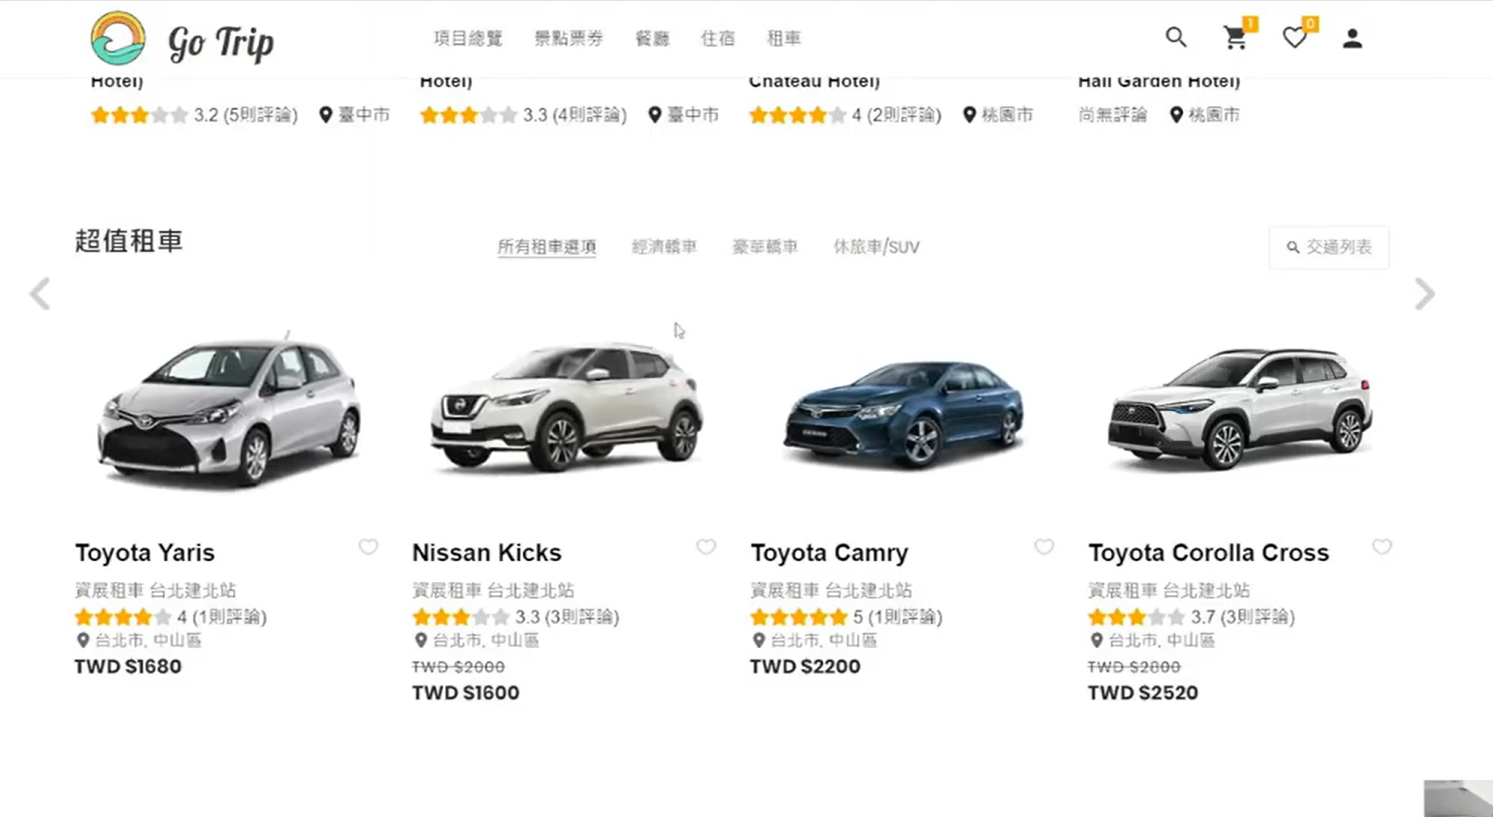 Go Trip
項目總覽 景點票券 餐廳 住宿 租車
1 0
Hotel) Hotel) Chateau Hotel) Hall Garden Hotel)
3.2 (5則評論) 臺中市 3.3 (4則評論) 臺中市 4 (2則評論) 桃園市 尚無評論 桃園市
超值租車
所有租車選項 經濟轎車 豪華轎車 休旅車/SUV
交通列表
Toyota Yaris
資展租車 台北建北站
4 (1則評論)
台北市, 中山區
TWD $1680
Nissan Kicks
資展租車 台北建北站
3.3 (3則評論)
台北市, 中山區
TWD $2000
TWD $1600
Toyota Camry
資展租車 台北建北站
5 (1則評論)
台北市, 中山區
TWD $2200
Toyota Corolla Cross
資展租車 台北建北站
3.7 (3則評論)
台北市, 中山區
TWD $2800
TWD $2520